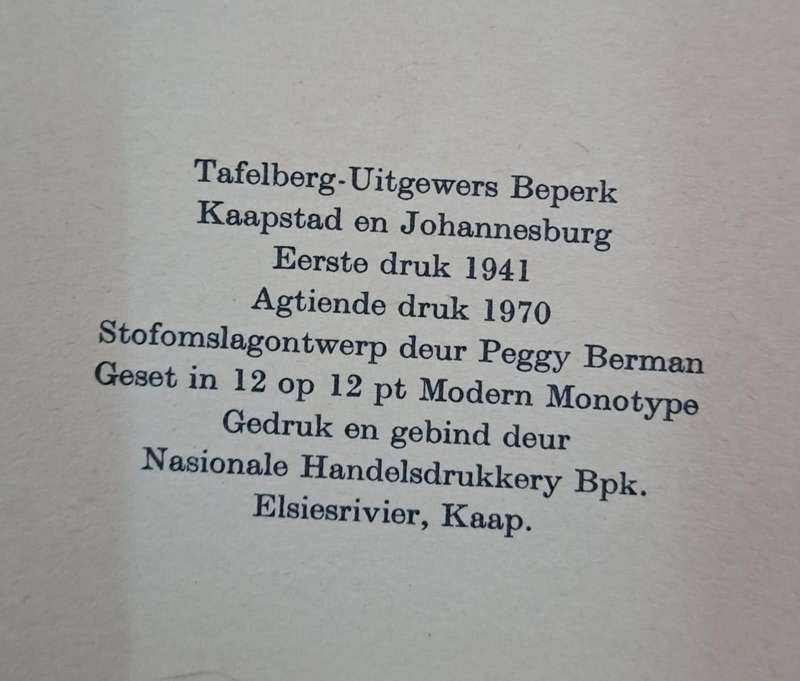 Tafelberg-Uitgewers Beperk
Kaapstad en Johannesburg
Eerste druk 1941
Agtiende druk 1970
Stofomslagontwerp deur Peggy Berman
Geset in 12 op 12 pt Modern Monotype
Gedruk en gebind deur
Nasionale Handelsdrukkery Bpk.
Elsiesrivier, Kaap.